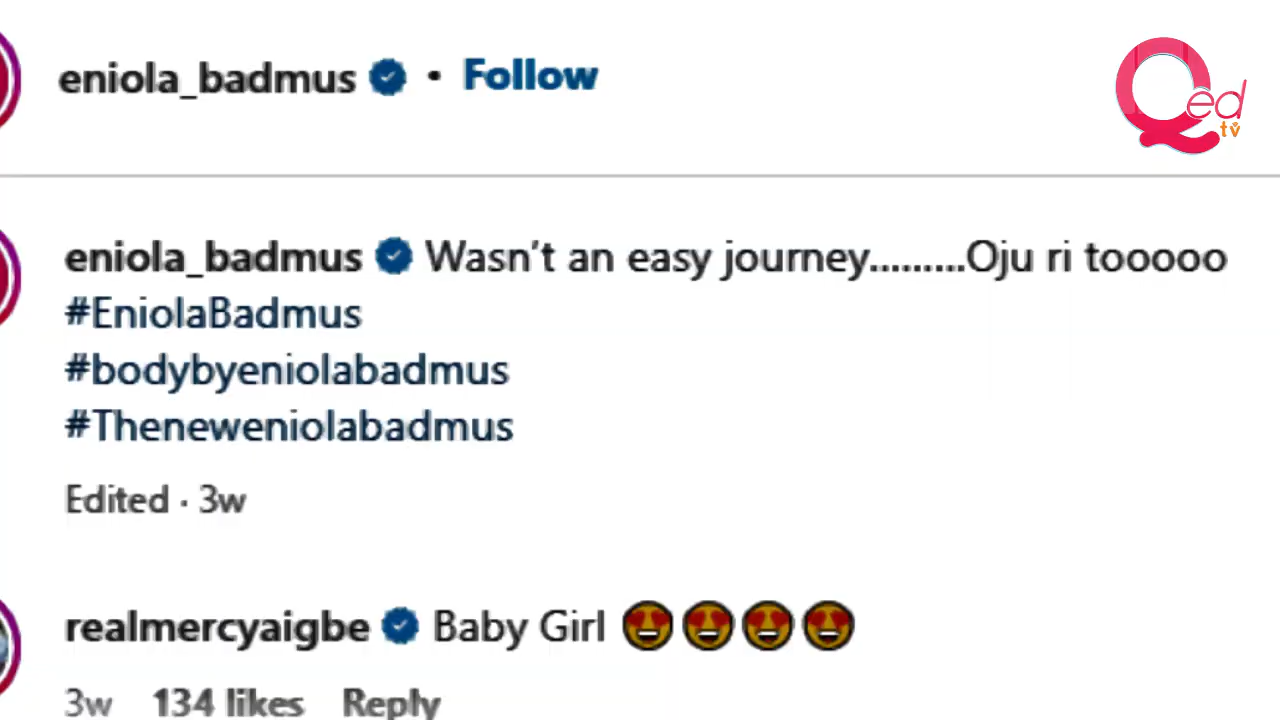 eniola_badmus • Follow
Qed
tv
eniola_badmus Wasn't an easy journey.........Oju ri tooooo
#EniolaBadmus
#bodybyeniolabadmus
#Theneweniolabadmus
Edited · 3w
realmercyaigbe Baby Girl 😍😍😍😍
3w 134 likes Reply